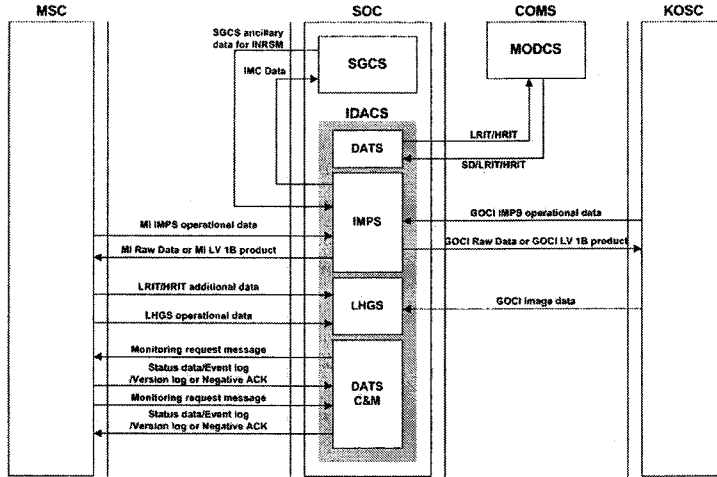 MSC
SOC
COMS
KOSC
SGCS ancillary
data for INRSM
IMC Data
SGCS
MODCS
IDACS
DATS
LRIT/HRIT
SD/LRIT/HRIT
IMPS
MI IMPS operational data
GOCI IMPS operational data
MI Raw Data or MI LV 1B product
GOCI Raw Data or GOCI LV 1B product
LRIT/HRIT additional data
LHGS
GOCI Image data
LHGS operational data
Monitoring request message
Status data/Event log
/Version log or Negative ACK
Monitoring request message
Status data/Event log
/Version log or Negative ACK
DATS
C&M